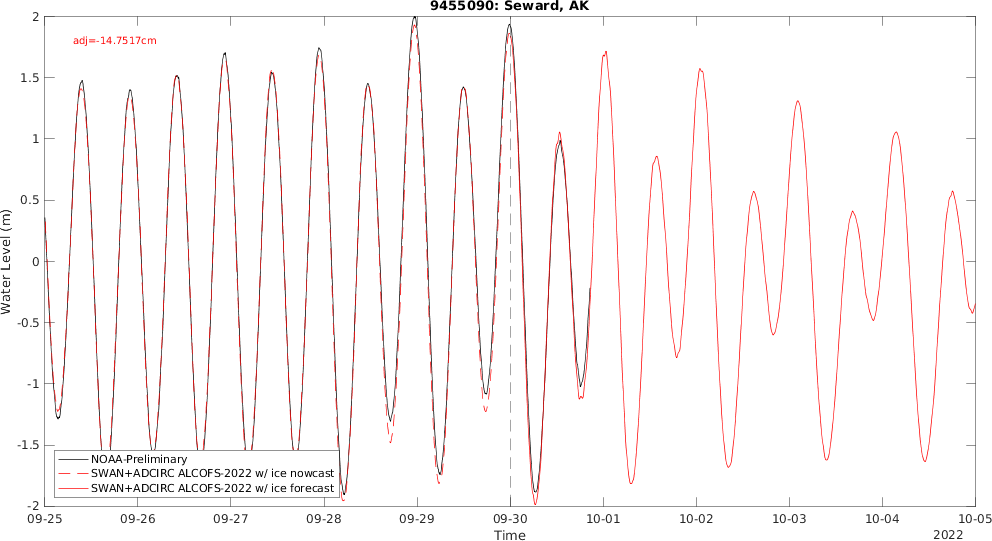 9455090: Seward, AK
adj=-14.7517cm
2
1.5
1
0.5
0
-0.5
-1
-1.5
-2
Water Level (m)
NOAA-Preliminary
SWAN+ADCIRC ALCOFS-2022 w/ ice nowcast
SWAN+ADCIRC ALCOFS-2022 w/ ice forecast
09-25 09-26 09-27 09-28 09-29 09-30 10-01 10-02 10-03 10-04 10-05
Time
2022